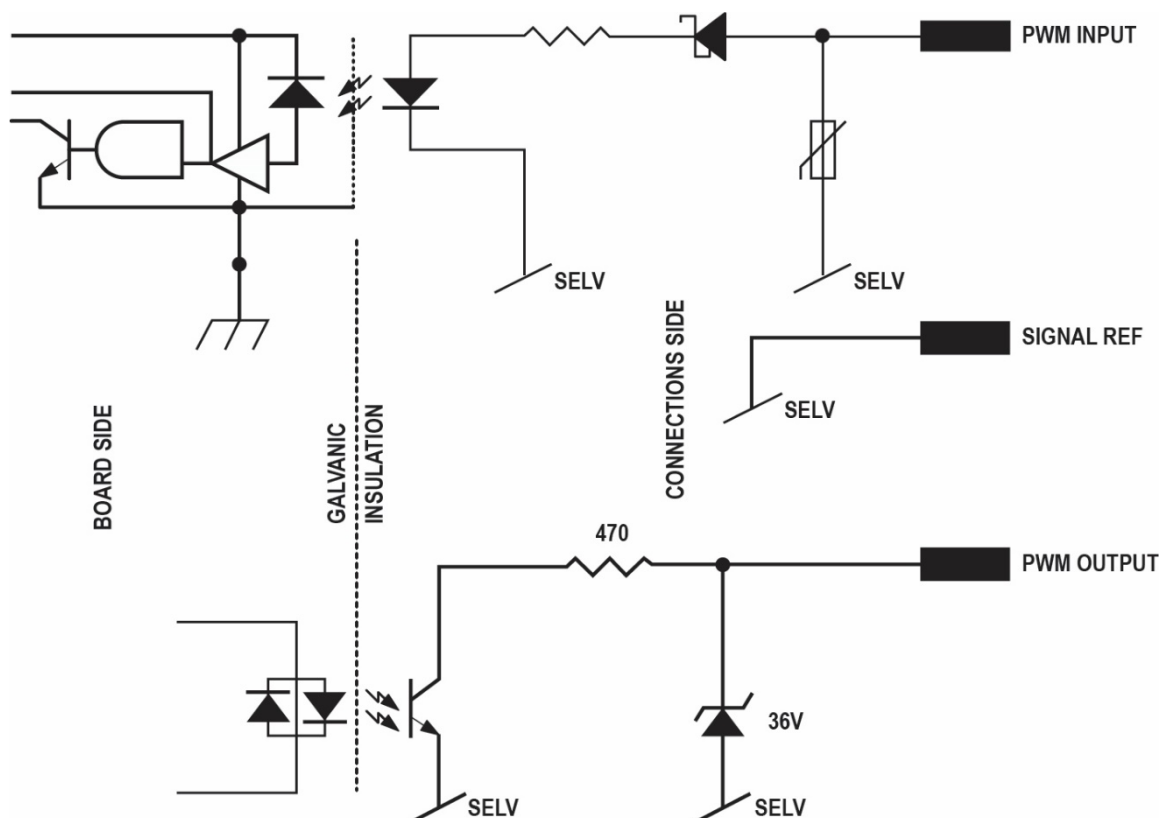 PWM INPUT
SELV
SELV
SIGNAL REF
SELV
BOARD SIDE
GALVANIC
INSULATION
CONNECTIONS SIDE
470
PWM OUTPUT
36V
SELV
SELV